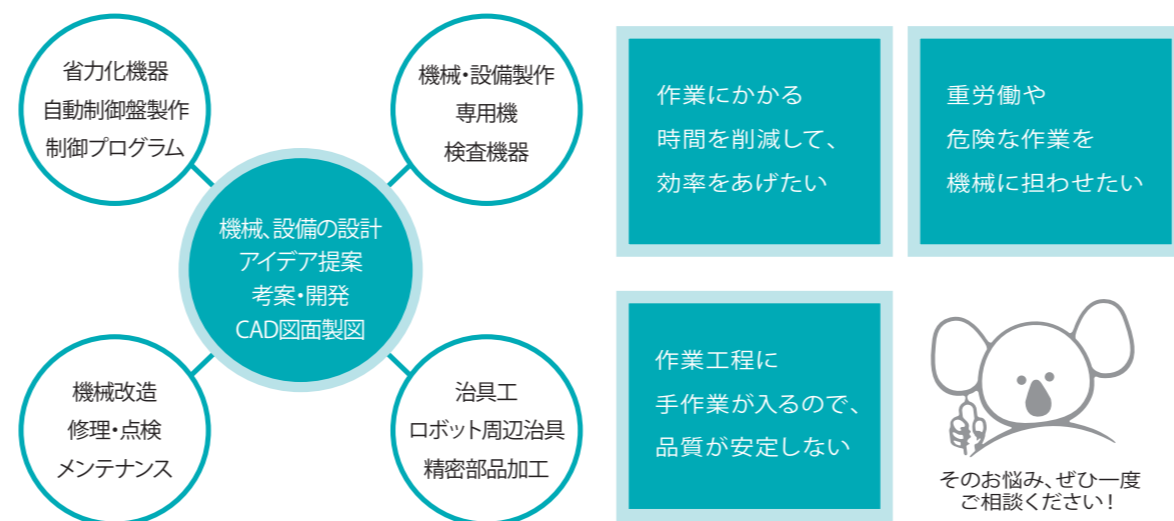 省力化機器
自動制御盤製作
制御プログラム
機械・設備製作
専用機
検査機器
機械、設備の設計
アイデア提案
考案・開発
CAD図面製図
機械改造
修理・点検
メンテナンス
治具工
ロボット周辺治具
精密部品加工
作業にかかる
時間を削減して、
効率をあげたい
重労働や
危険な作業を
機械に担わせたい
作業工程に
手作業が入るので、
品質が安定しない
そのお悩み、ぜひ一度
ご相談ください！